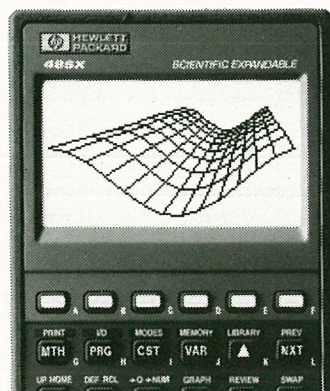 hp HEWLETT
PACKARD
48SX SCIENTIFIC EXPANDABLE
A B C D E F
PRINT I/O MODES MEMORY LIBRARY PREV
MTH G PRG H CST I VAR J ▲ K NXT L
UP HOME DEF RCL →Q →NUM GRAPH REVIEW SWAP